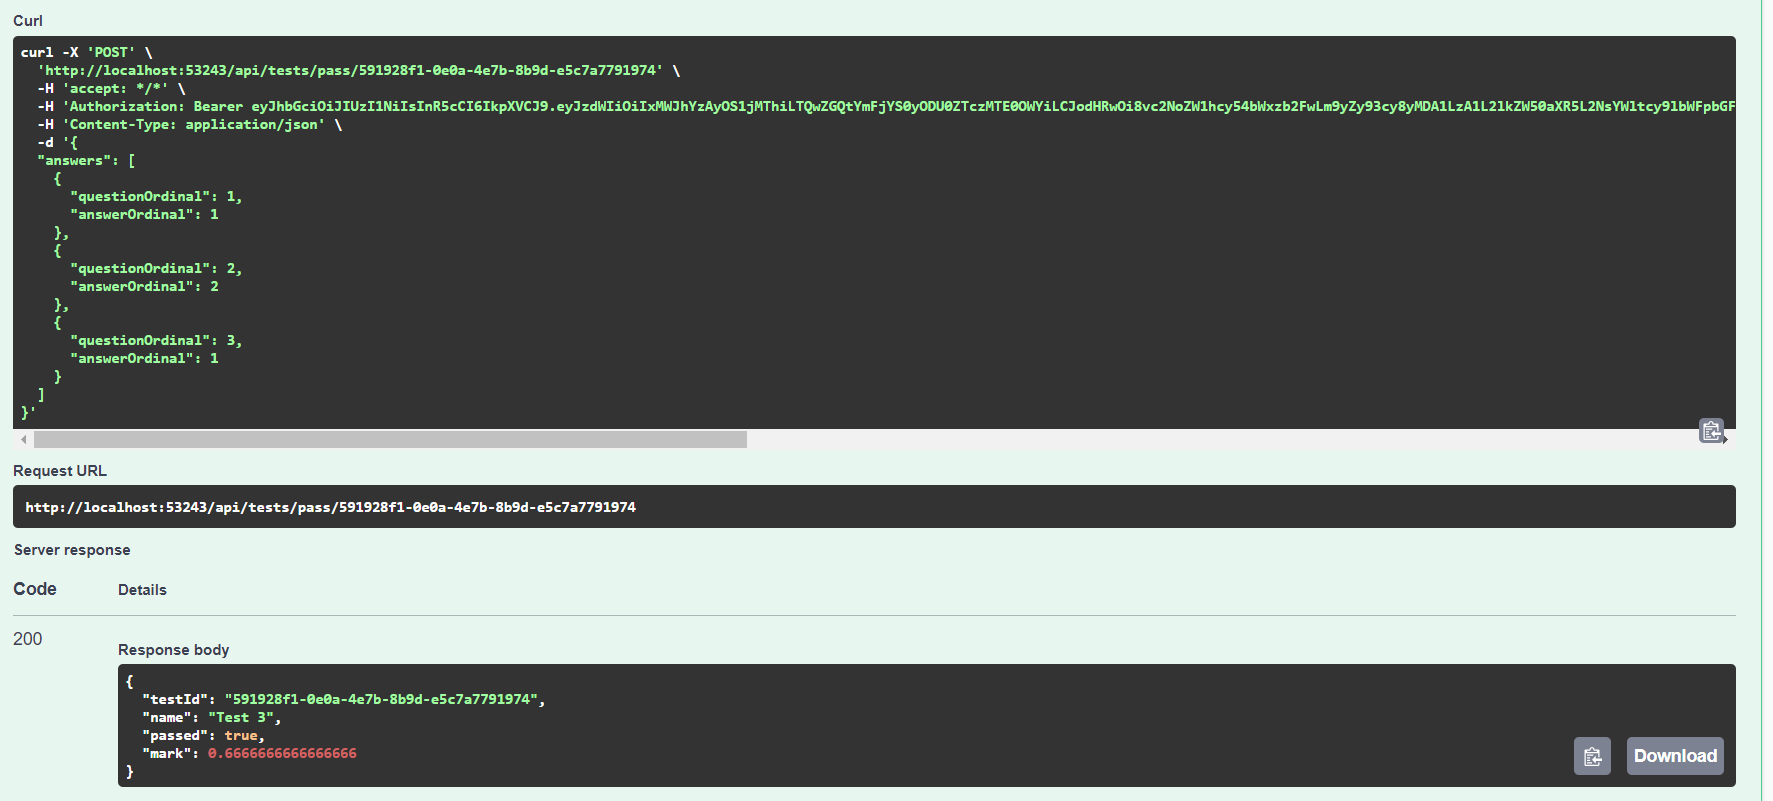 Curl
curl -X 'POST' \
'http://localhost:53243/api/tests/pass/591928f1-0e0a-4e7b-8b9d-e5c7a7791974' \
-H 'accept: */*' \
-H 'Authorization: Bearer eyJhbGciOiJIUzI1NiIsInR5cCI6IkpXVCJ9.eyJzdWIiOiIxMWJhYzAyOS1jMThiLTQwZGQtYmFjYS0yODU0ZTczMTE0OWYiLCJodHRwOi8vc2NoZW1hcy54bWxzb2FwLm9yZy93cy8yMDA1LzA1L2lkZW50aXR5L2NsYWltcy9lbWFpbGF
-H 'Content-Type: application/json' \
-d '{
"answers": [
{
"questionOrdinal": 1,
"answerOrdinal": 1
},
{
"questionOrdinal": 2,
"answerOrdinal": 2
},
{
"questionOrdinal": 3,
"answerOrdinal": 1
}
]
}'
Request URL
http://localhost:53243/api/tests/pass/591928f1-0e0a-4e7b-8b9d-e5c7a7791974
Server response
Code Details
200
Response body
{
"testId": "591928f1-0e0a-4e7b-8b9d-e5c7a7791974",
"name": "Test 3",
"passed": true,
"mark": 0.6666666666666666
}
Download